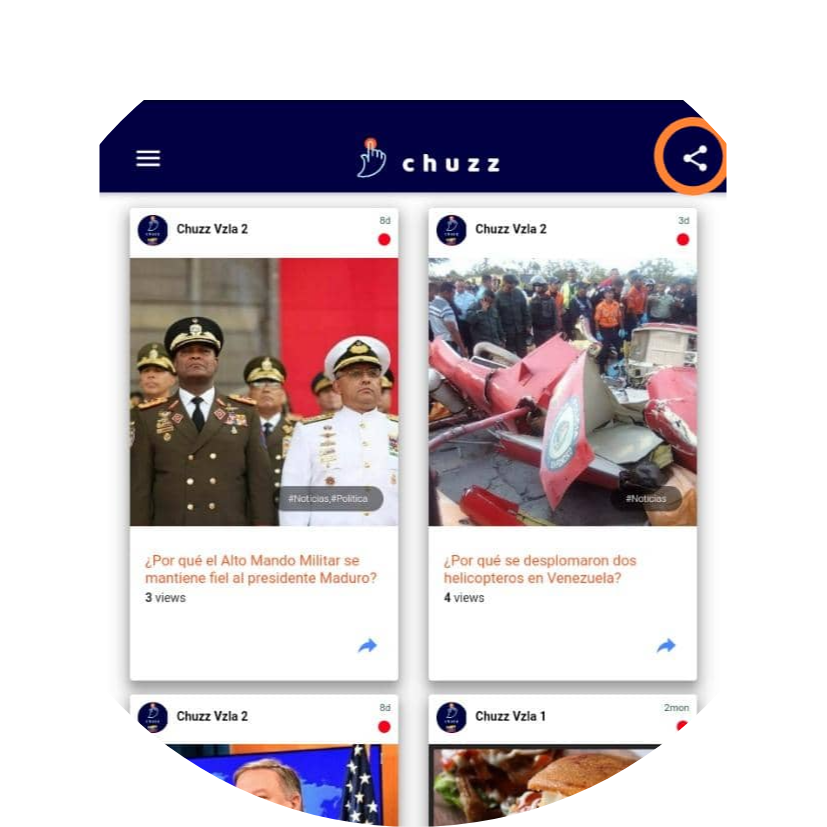 chuzz
Chuzz Vzla 2
8d
#Noticias,#Politica
¿Por qué el Alto Mando Militar se
mantiene fiel al presidente Maduro?
3 views
Chuzz Vzla 2
3d
#Noticias
¿Por qué se desplomaron dos
helicopteros en Venezuela?
4 views
Chuzz Vzla 2
8d
Chuzz Vzla 1
2mon